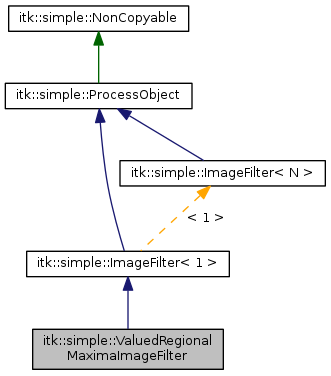 itk::simple::NonCopyable
itk::simple::ProcessObject
itk::simple::ImageFilter< N >
< 1 >
itk::simple::ImageFilter< 1 >
itk::simple::ValuedRegional
MaximaImageFilter